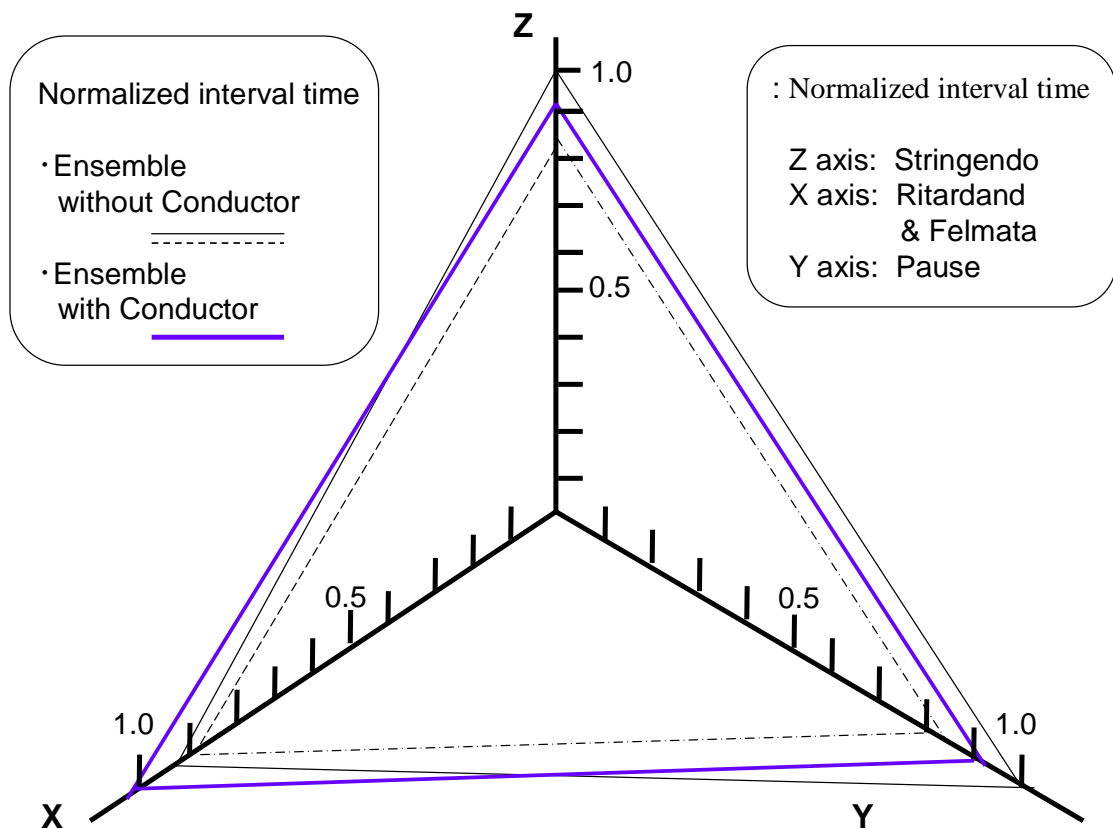 Normalized interval time
・Ensemble
without Conductor
・Ensemble
with Conductor
Z
1.0
0.5
: Normalized interval time
Z axis: Stringendo
X axis: Ritardand
& Felmata
Y axis: Pause
0.5
1.0
X
0.5
1.0
Y